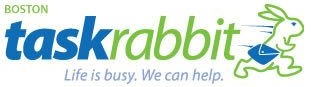 BOSTON
taskrabbit
Life is busy. We can help.